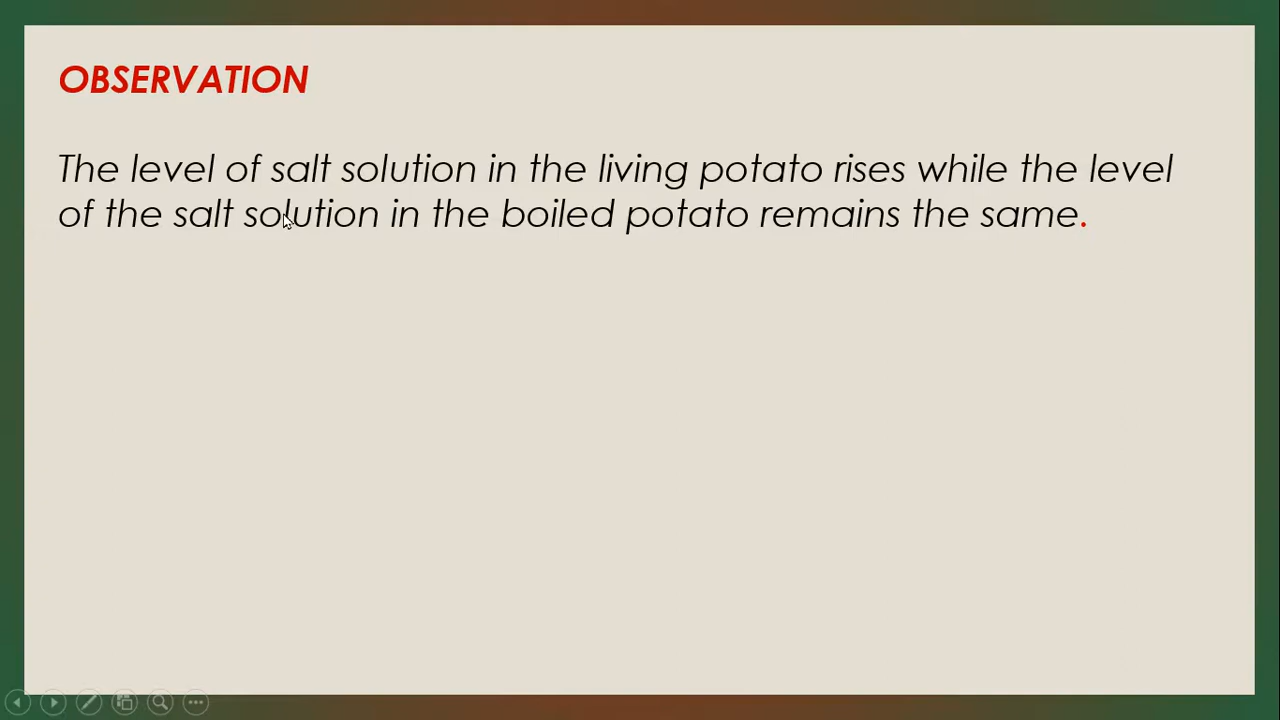 OBSERVATION
The level of salt solution in the living potato rises while the level
of the salt solution in the boiled potato remains the same.